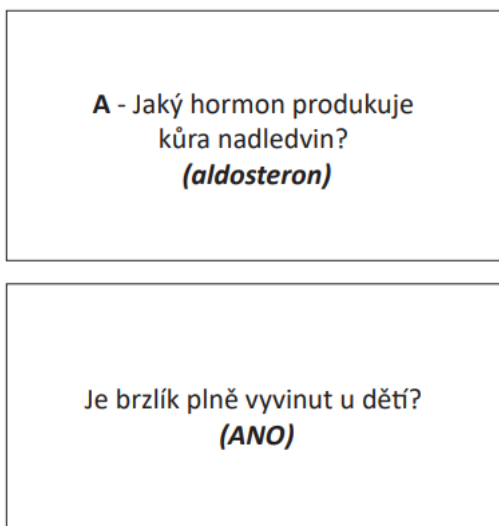 A - Jaký hormon produkuje
kůra nadledvin?
(aldosteron)
Je brzlík plně vyvinut u dětí?
(ANO)